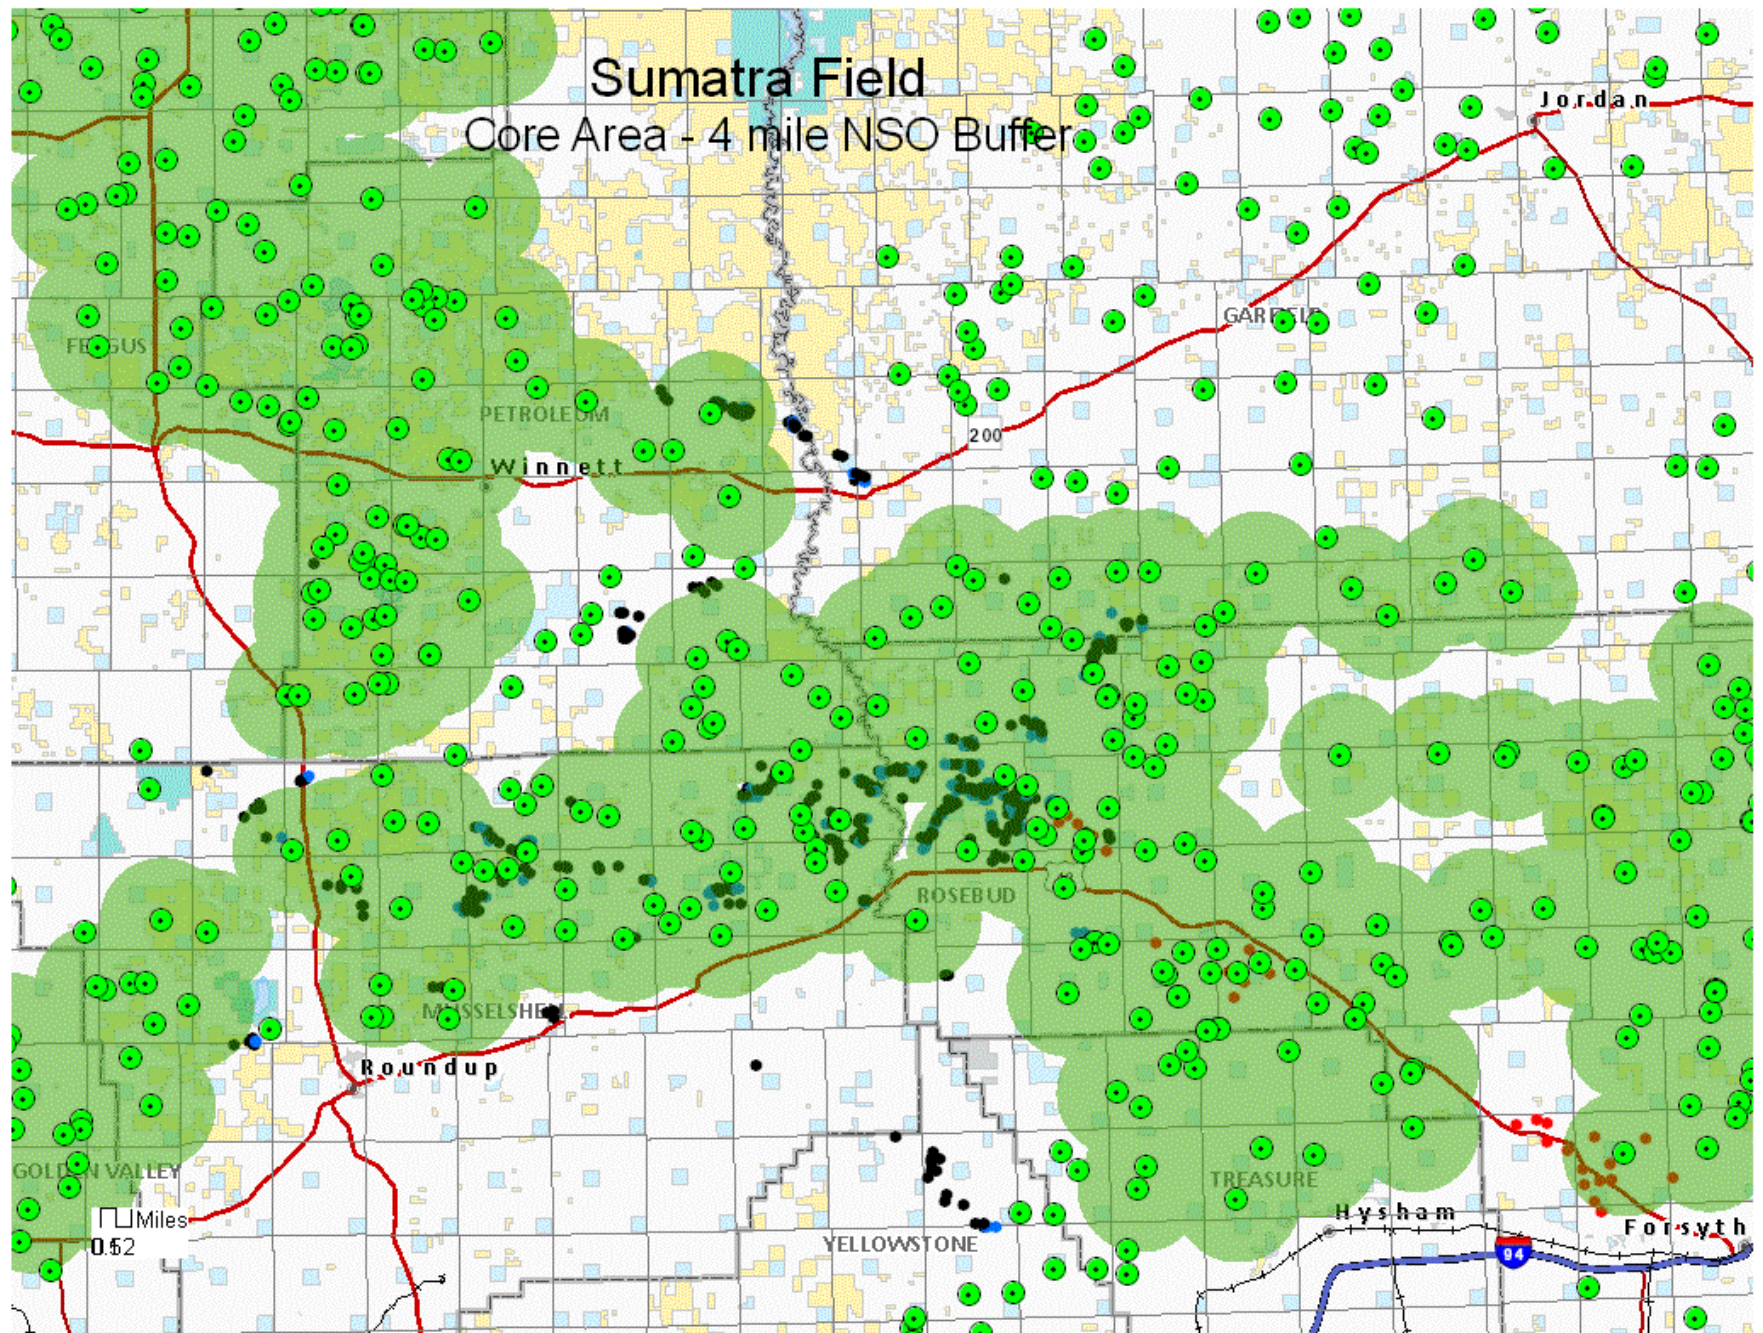 Sumatra Field
Core Area - 4 mile NSO Buffer
Jordan
GARFIELD
FERGUS
PETROLEUM
200
Winnett
ROSEBUD
MUSSELSHELL
Roundup
GOLDEN VALLEY
TREASURE
Miles
Hysham
Forsyth
YELLOWSTONE
94